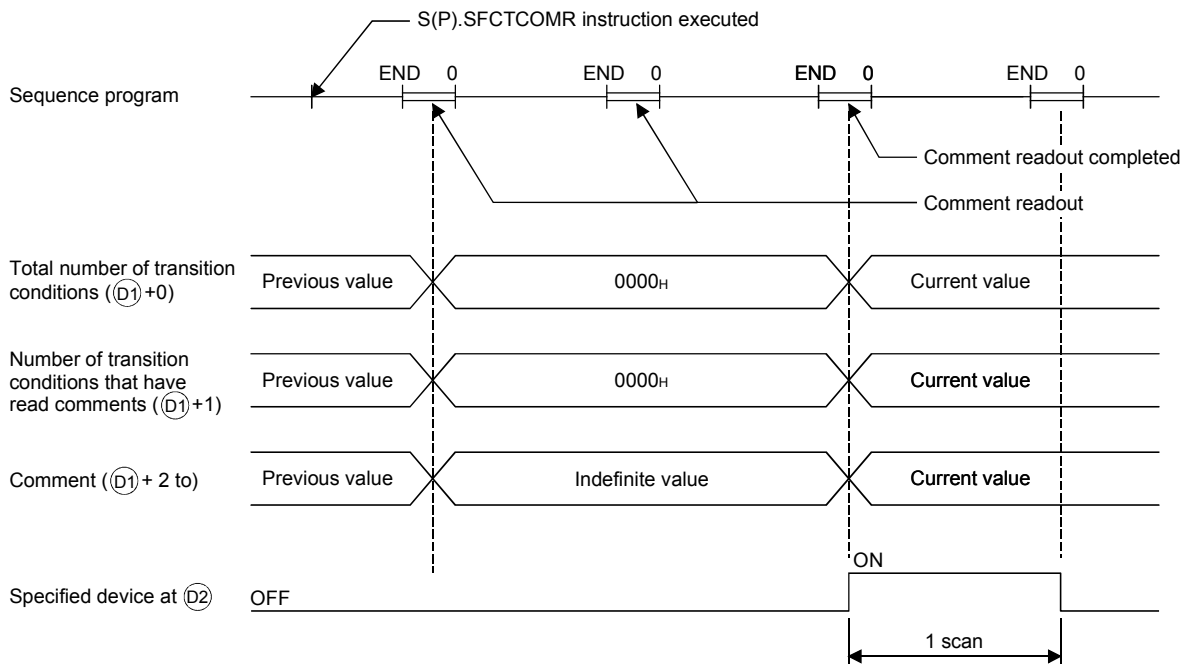 S(P).SFCTCOMR instruction executed
END 0 END 0 END 0 END 0
Sequence program
Comment readout completed
Comment readout
Total number of transition
conditions (D1+0)
Previous value 0000H Current value
Number of transition
conditions that have
read comments (D1+1)
Previous value 0000H Current value
Comment (D1 + 2 to)
Previous value Indefinite value Current value
ON
Specified device at D2 OFF
1 scan